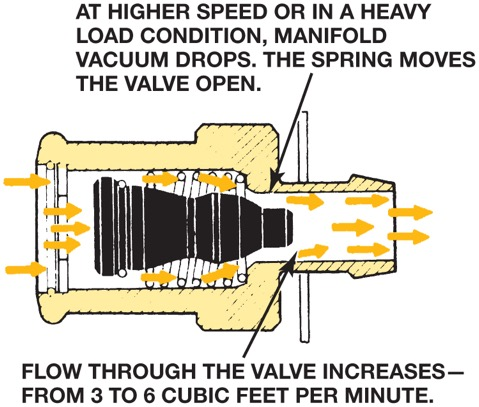 AT HIGHER SPEED OR IN A HEAVY
LOAD CONDITION, MANIFOLD
VACUUM DROPS. THE SPRING MOVES
THE VALVE OPEN.
FLOW THROUGH THE VALVE INCREASES—
FROM 3 TO 6 CUBIC FEET PER MINUTE.